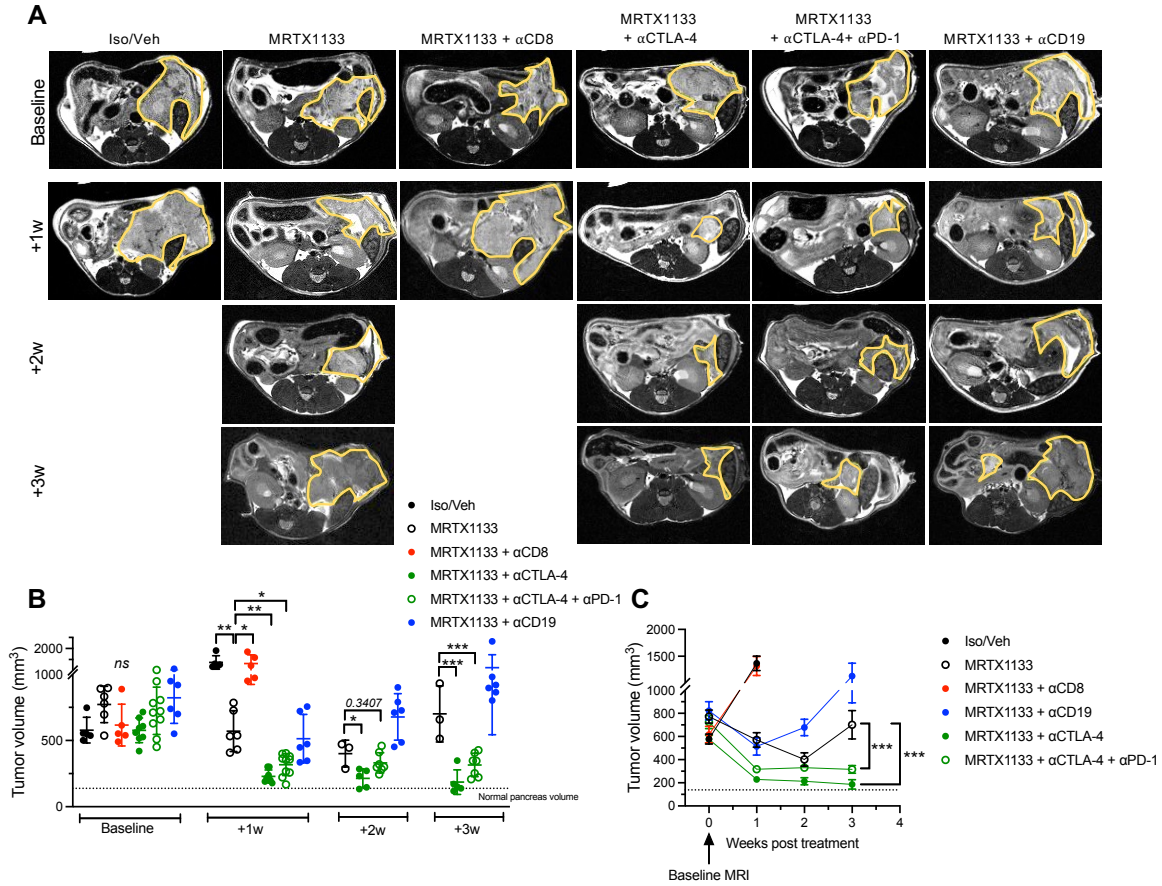 A
Iso/Veh
MRTX1133
MRTX1133 + αCD8
MRTX1133
+ αCTLA-4
MRTX1133
+ αCTLA-4+ αPD-1
MRTX1133 + αCD19
Baseline
+1w
+2w
+3w
Iso/Veh
MRTX1133
MRTX1133 + αCD8
MRTX1133 + αCTLA-4
MRTX1133 + αCTLA-4 + αPD-1
MRTX1133 + αCD19
B
Tumor volume (mm³)
2000
1000
500
0
ns
**
*
**
*
*
0.3407
***
***
Normal pancreas volume
Baseline
+1w
+2w
+3w
C
Tumor volume (mm³)
2000
1500
1000
800
600
400
200
0
0
1
2
3
4
Weeks post treatment
Baseline MRI
***
***
Iso/Veh
MRTX1133
MRTX1133 + αCD8
MRTX1133 + αCD19
MRTX1133 + αCTLA-4
MRTX1133 + αCTLA-4 + αPD-1